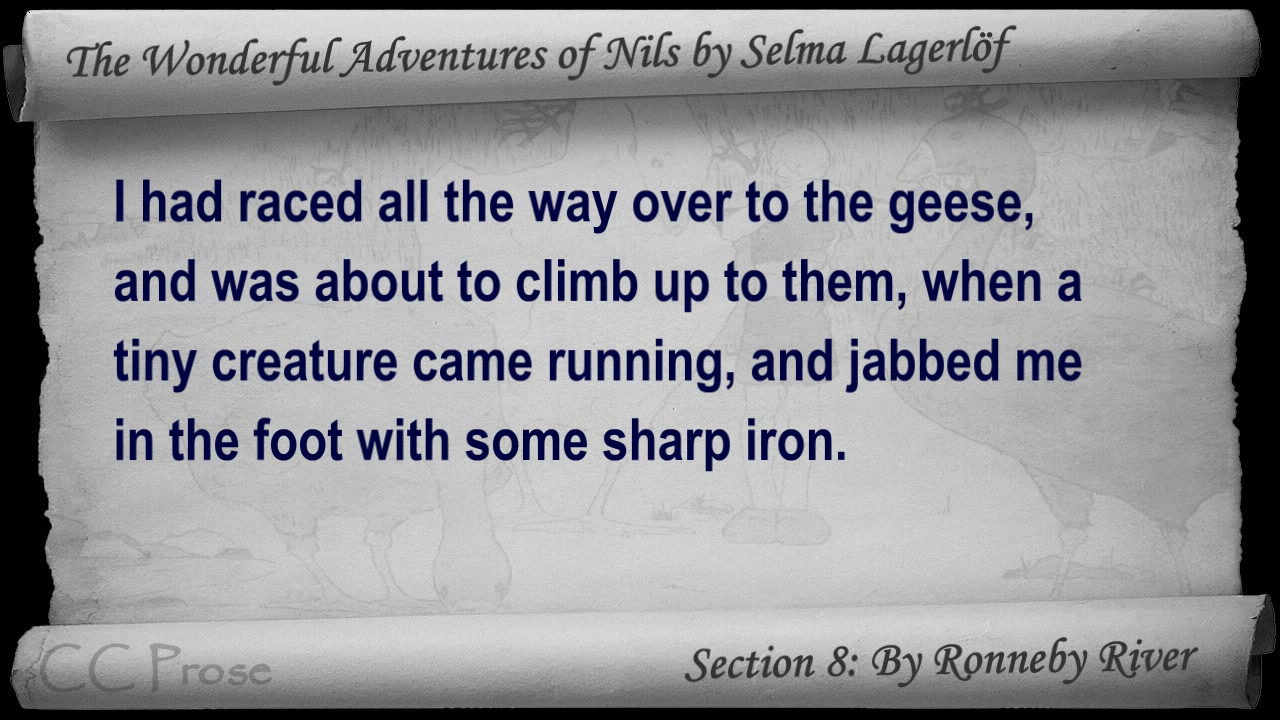 The Wonderful Adventures of Nils by Selma Lagerlöf
I had raced all the way over to the geese,
and was about to climb up to them, when a
tiny creature came running, and jabbed me
in the foot with some sharp iron.
CC Prose
Section 8: By Ronneby River